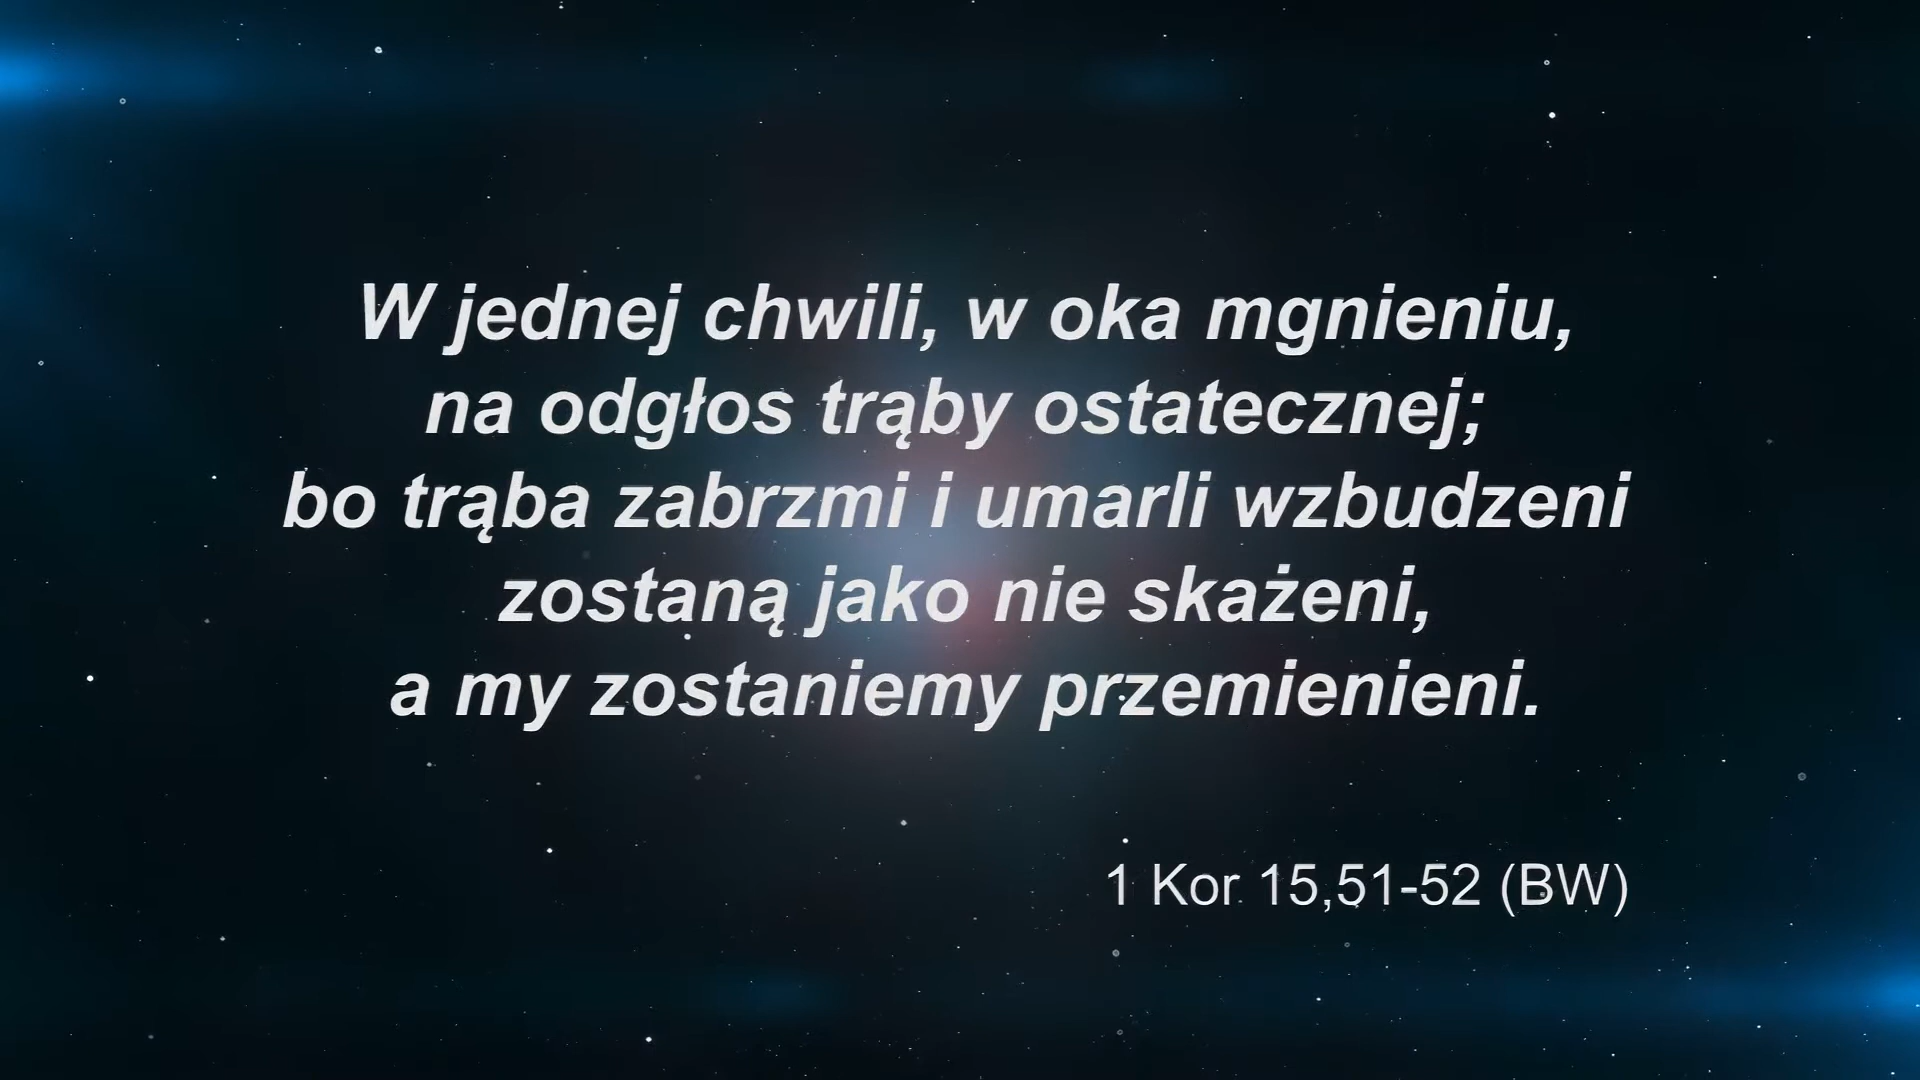 W jednej chwili, w oka mgnieniu,
na odgłos trąby ostatecznej;
bo trąba zabrzmi i umarli wzbudzeni
zostaną jako nie skażeni,
a my zostaniemy przemienieni.
1 Kor 15,51-52 (BW)